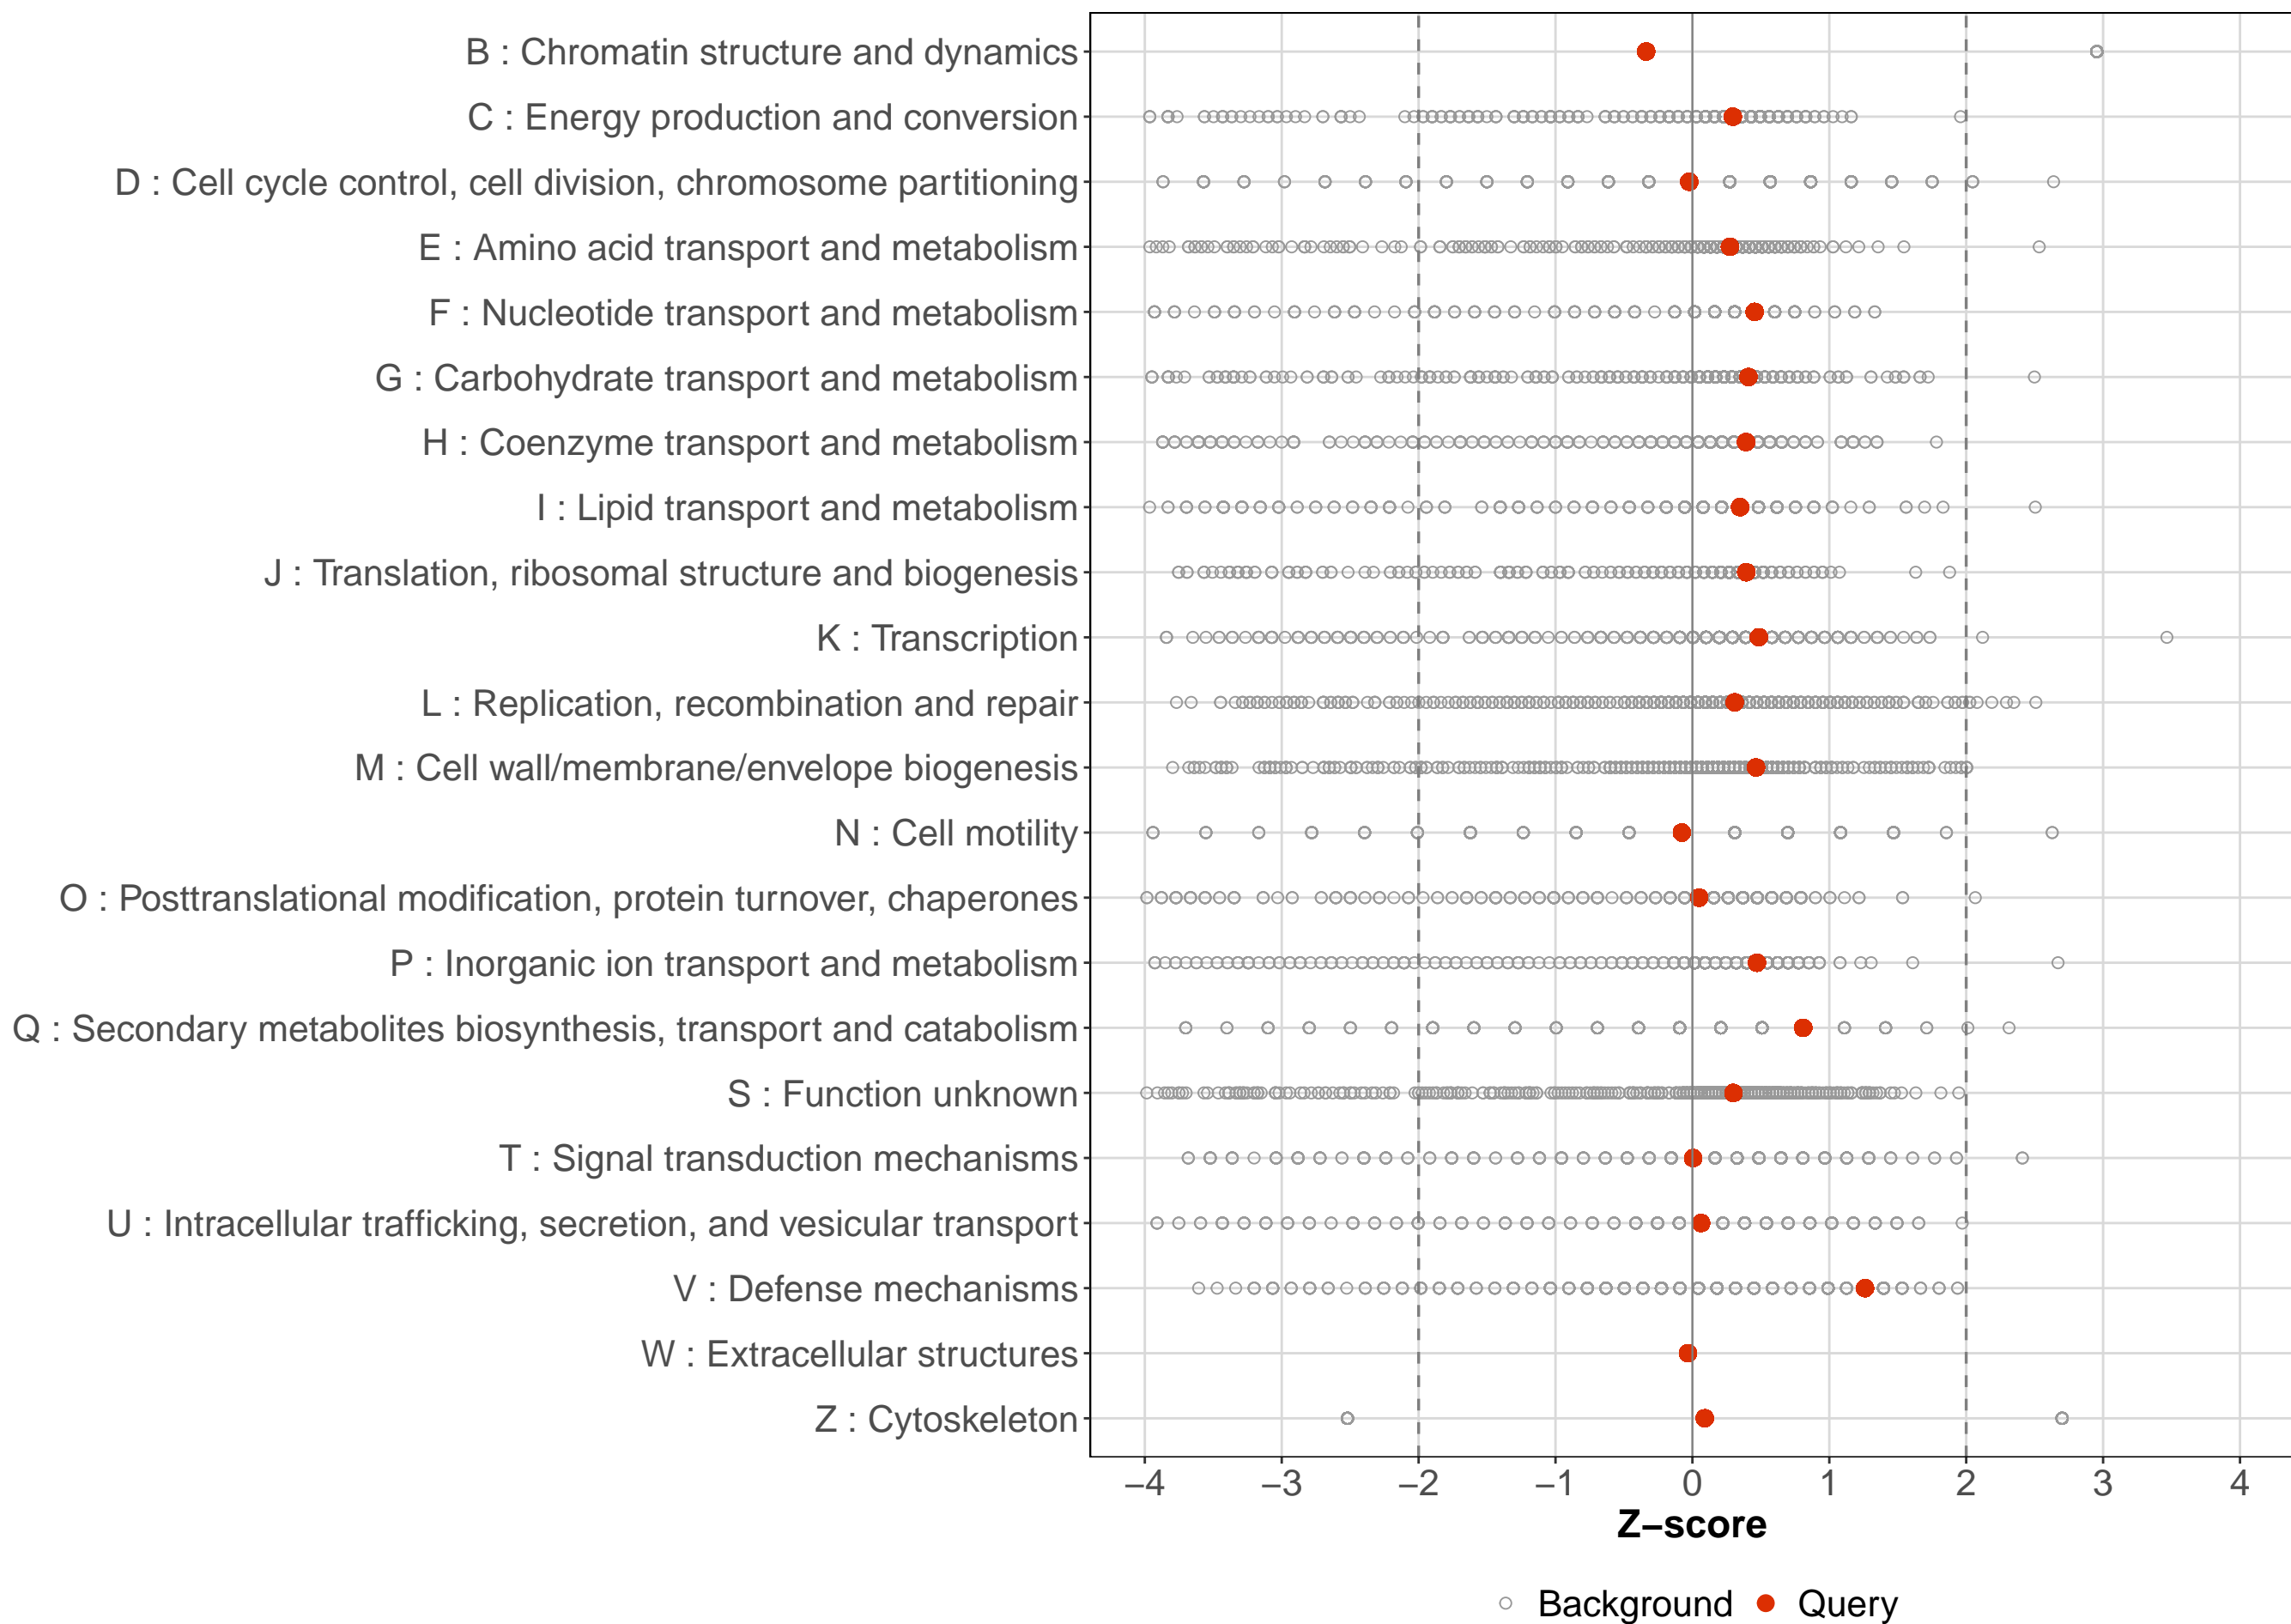 B : Chromatin structure and dynamics
C : Energy production and conversion
D : Cell cycle control, cell division, chromosome partitioning
E : Amino acid transport and metabolism
F : Nucleotide transport and metabolism
G : Carbohydrate transport and metabolism
H : Coenzyme transport and metabolism
I : Lipid transport and metabolism
J : Translation, ribosomal structure and biogenesis
K : Transcription
L : Replication, recombination and repair
M : Cell wall/membrane/envelope biogenesis
N : Cell motility
O : Posttranslational modification, protein turnover, chaperones
P : Inorganic ion transport and metabolism
Q : Secondary metabolites biosynthesis, transport and catabolism
S : Function unknown
T : Signal transduction mechanisms
U : Intracellular trafficking, secretion, and vesicular transport
V : Defense mechanisms
W : Extracellular structures
Z : Cytoskeleton
−4 −3 −2 −1 0 1 2 3 4
Z−score
Background Query